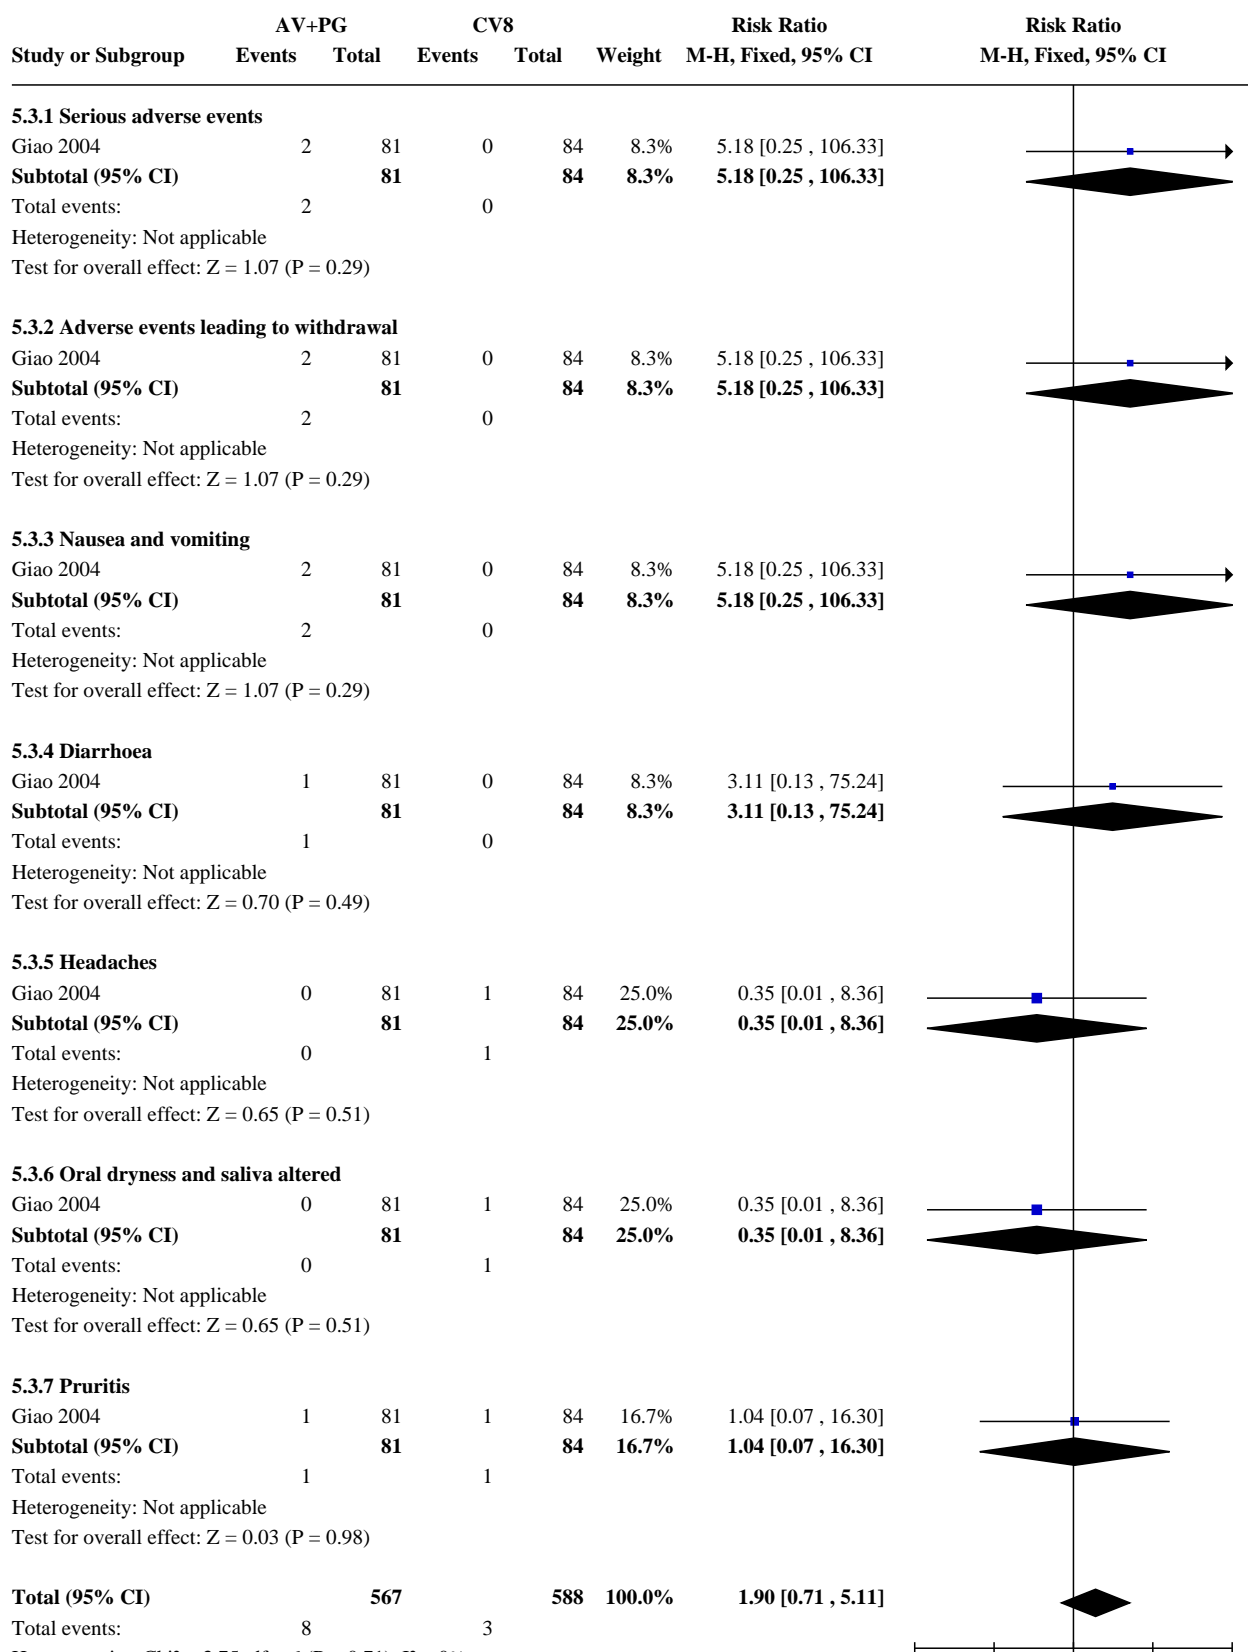 AV+PG CV8 Risk Ratio Risk Ratio
Study or Subgroup Events Total Events Total Weight M-H, Fixed, 95% CI M-H, Fixed, 95% CI
5.3.1 Serious adverse events
Giao 2004 2 81 0 84 8.3% 5.18 [0.25 , 106.33]
Subtotal (95% CI) 81 84 8.3% 5.18 [0.25 , 106.33]
Total events: 2 0
Heterogeneity: Not applicable
Test for overall effect: Z = 1.07 (P = 0.29)
5.3.2 Adverse events leading to withdrawal
Giao 2004 2 81 0 84 8.3% 5.18 [0.25 , 106.33]
Subtotal (95% CI) 81 84 8.3% 5.18 [0.25 , 106.33]
Total events: 2 0
Heterogeneity: Not applicable
Test for overall effect: Z = 1.07 (P = 0.29)
5.3.3 Nausea and vomiting
Giao 2004 2 81 0 84 8.3% 5.18 [0.25 , 106.33]
Subtotal (95% CI) 81 84 8.3% 5.18 [0.25 , 106.33]
Total events: 2 0
Heterogeneity: Not applicable
Test for overall effect: Z = 1.07 (P = 0.29)
5.3.4 Diarrhoea
Giao 2004 1 81 0 84 8.3% 3.11 [0.13 , 75.24]
Subtotal (95% CI) 81 84 8.3% 3.11 [0.13 , 75.24]
Total events: 1 0
Heterogeneity: Not applicable
Test for overall effect: Z = 0.70 (P = 0.49)
5.3.5 Headaches
Giao 2004 0 81 1 84 25.0% 0.35 [0.01 , 8.36]
Subtotal (95% CI) 81 84 25.0% 0.35 [0.01 , 8.36]
Total events: 0 1
Heterogeneity: Not applicable
Test for overall effect: Z = 0.65 (P = 0.51)
5.3.6 Oral dryness and saliva altered
Giao 2004 0 81 1 84 25.0% 0.35 [0.01 , 8.36]
Subtotal (95% CI) 81 84 25.0% 0.35 [0.01 , 8.36]
Total events: 0 1
Heterogeneity: Not applicable
Test for overall effect: Z = 0.65 (P = 0.51)
5.3.7 Pruritis
Giao 2004 1 81 1 84 16.7% 1.04 [0.07 , 16.30]
Subtotal (95% CI) 81 84 16.7% 1.04 [0.07 , 16.30]
Total events: 1 1
Heterogeneity: Not applicable
Test for overall effect: Z = 0.03 (P = 0.98)
Total (95% CI) 567 588 100.0% 1.90 [0.71 , 5.11]
Total events: 8 3